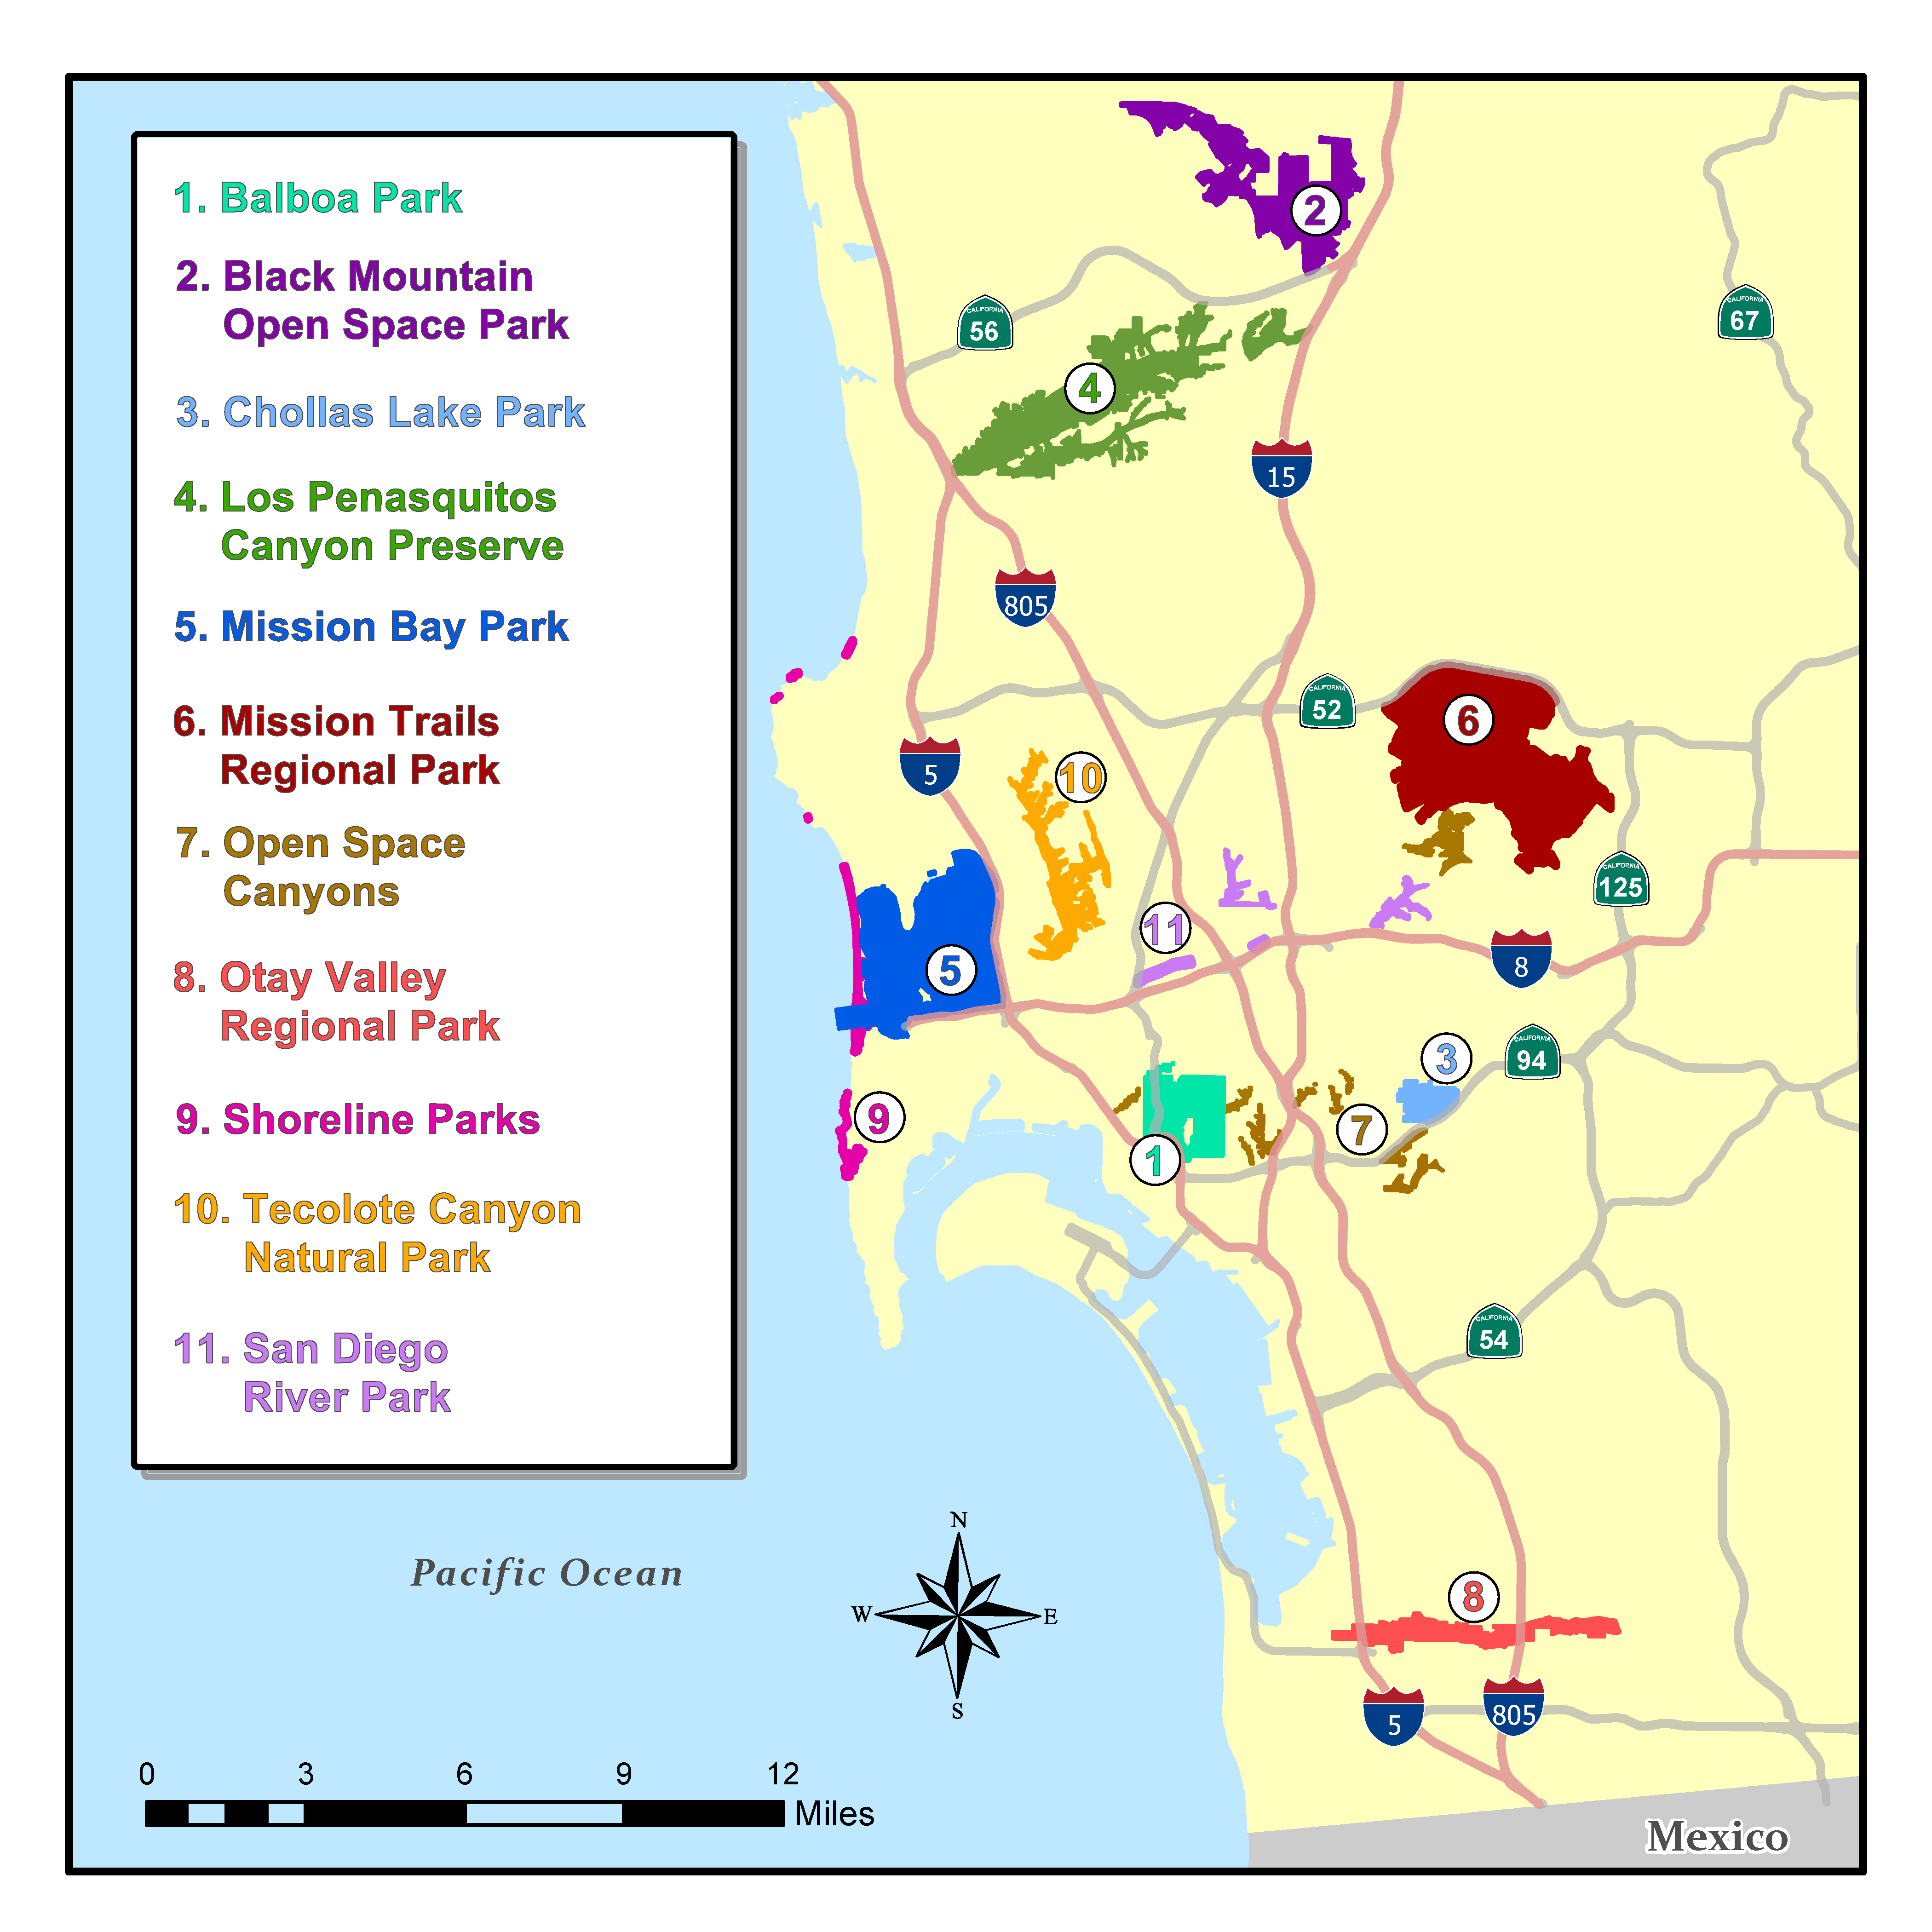 1. Balboa Park
2. Black Mountain
Open Space Park
3. Chollas Lake Park
4. Los Penasquitos
Canyon Preserve
5. Mission Bay Park
6. Mission Trails
Regional Park
7. Open Space
Canyons
8. Otay Valley
Regional Park
9. Shoreline Parks
10. Tecolote Canyon
Natural Park
11. San Diego
River Park
2
CALIFORNIA
56
CALIFORNIA
67
4
15
805
CALIFORNIA
52
6
5
10
CALIFORNIA
125
11
8
5
3
CALIFORNIA
94
9
7
1
CALIFORNIA
54
Pacific Ocean
N
W
E
S
8
5
805
0
3
6
9
12
Miles
Mexico